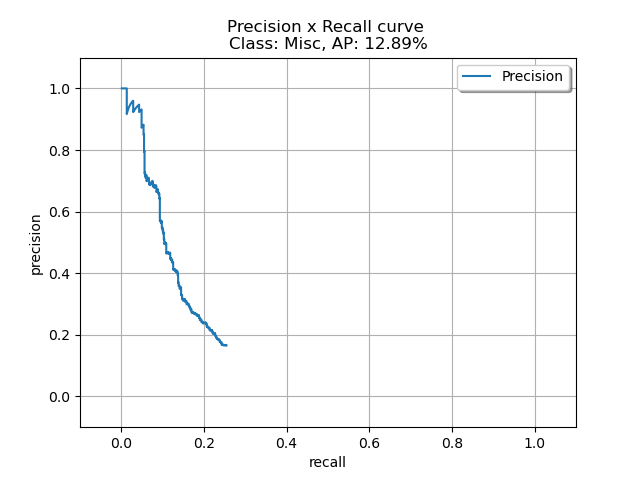 Precision x Recall curve
Class: Misc, AP: 12.89%
Precision
1.0
0.8
0.6
0.4
0.2
0.0
precision
0.0 0.2 0.4 0.6 0.8 1.0
recall